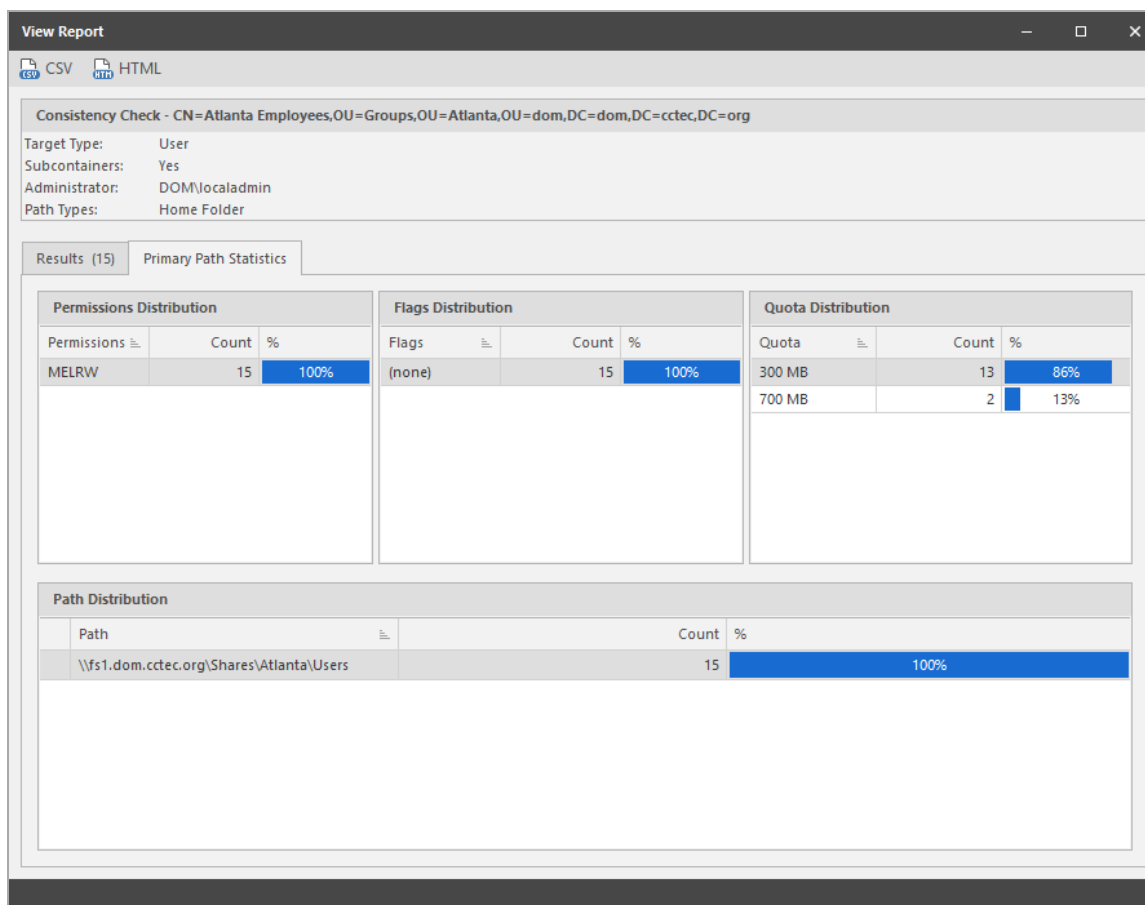 View Report
CSV HTML
Consistency Check - CN=Atlanta Employees,OU=Groups,OU=Atlanta,OU=dom,DC=dom,DC=cctec,DC=org
Target Type: User
Subcontainers: Yes
Administrator: DOM\localadmin
Path Types: Home Folder
Results (15) Primary Path Statistics
Permissions Distribution
Permissions Count %
MELRW 15 100%
Flags Distribution
Flags Count %
(none) 15 100%
Quota Distribution
Quota Count %
300 MB 13 86%
700 MB 2 13%
Path Distribution
Path Count %
\\fs1.dom.cctec.org\Shares\Atlanta\Users 15 100%